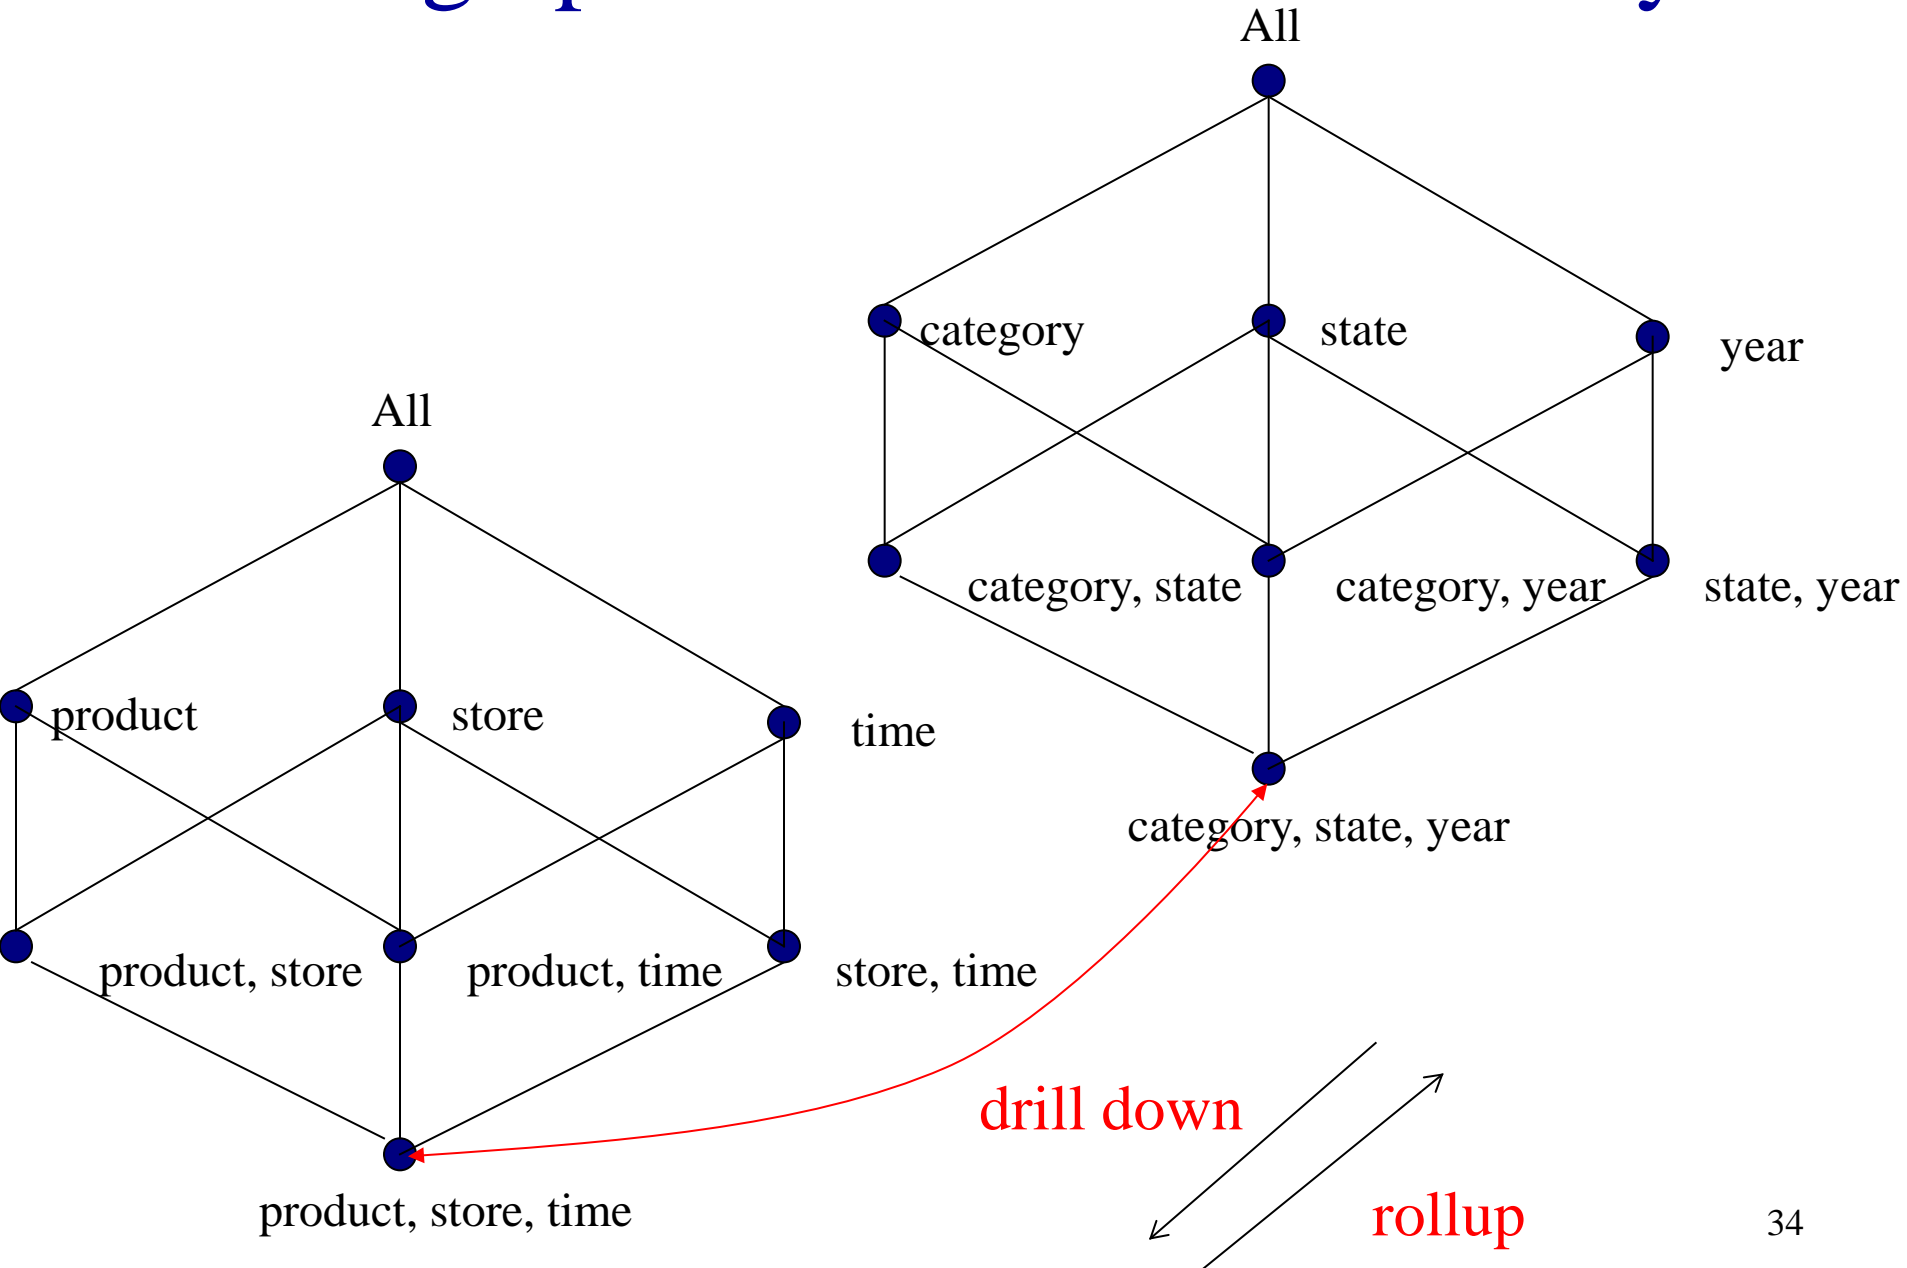 All
category
state
year
All
category, state
category, year
state, year
product
store
time
category, state, year
product, store
product, time
store, time
drill down
product, store, time
rollup
34